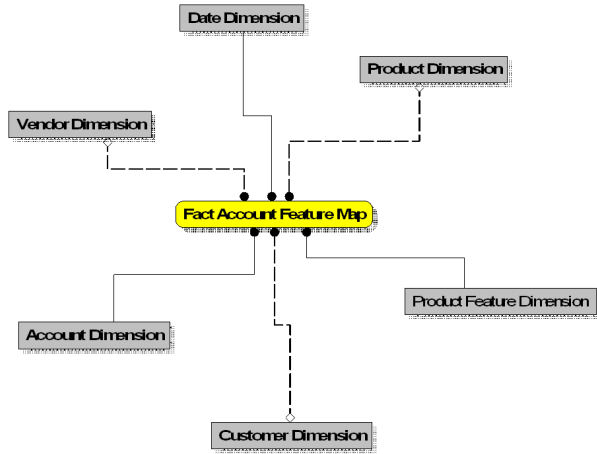 Date Dimension
Product Dimension
Vendor Dimension
Fact Account Feature Map
Product Feature Dimension
Account Dimension
Customer Dimension